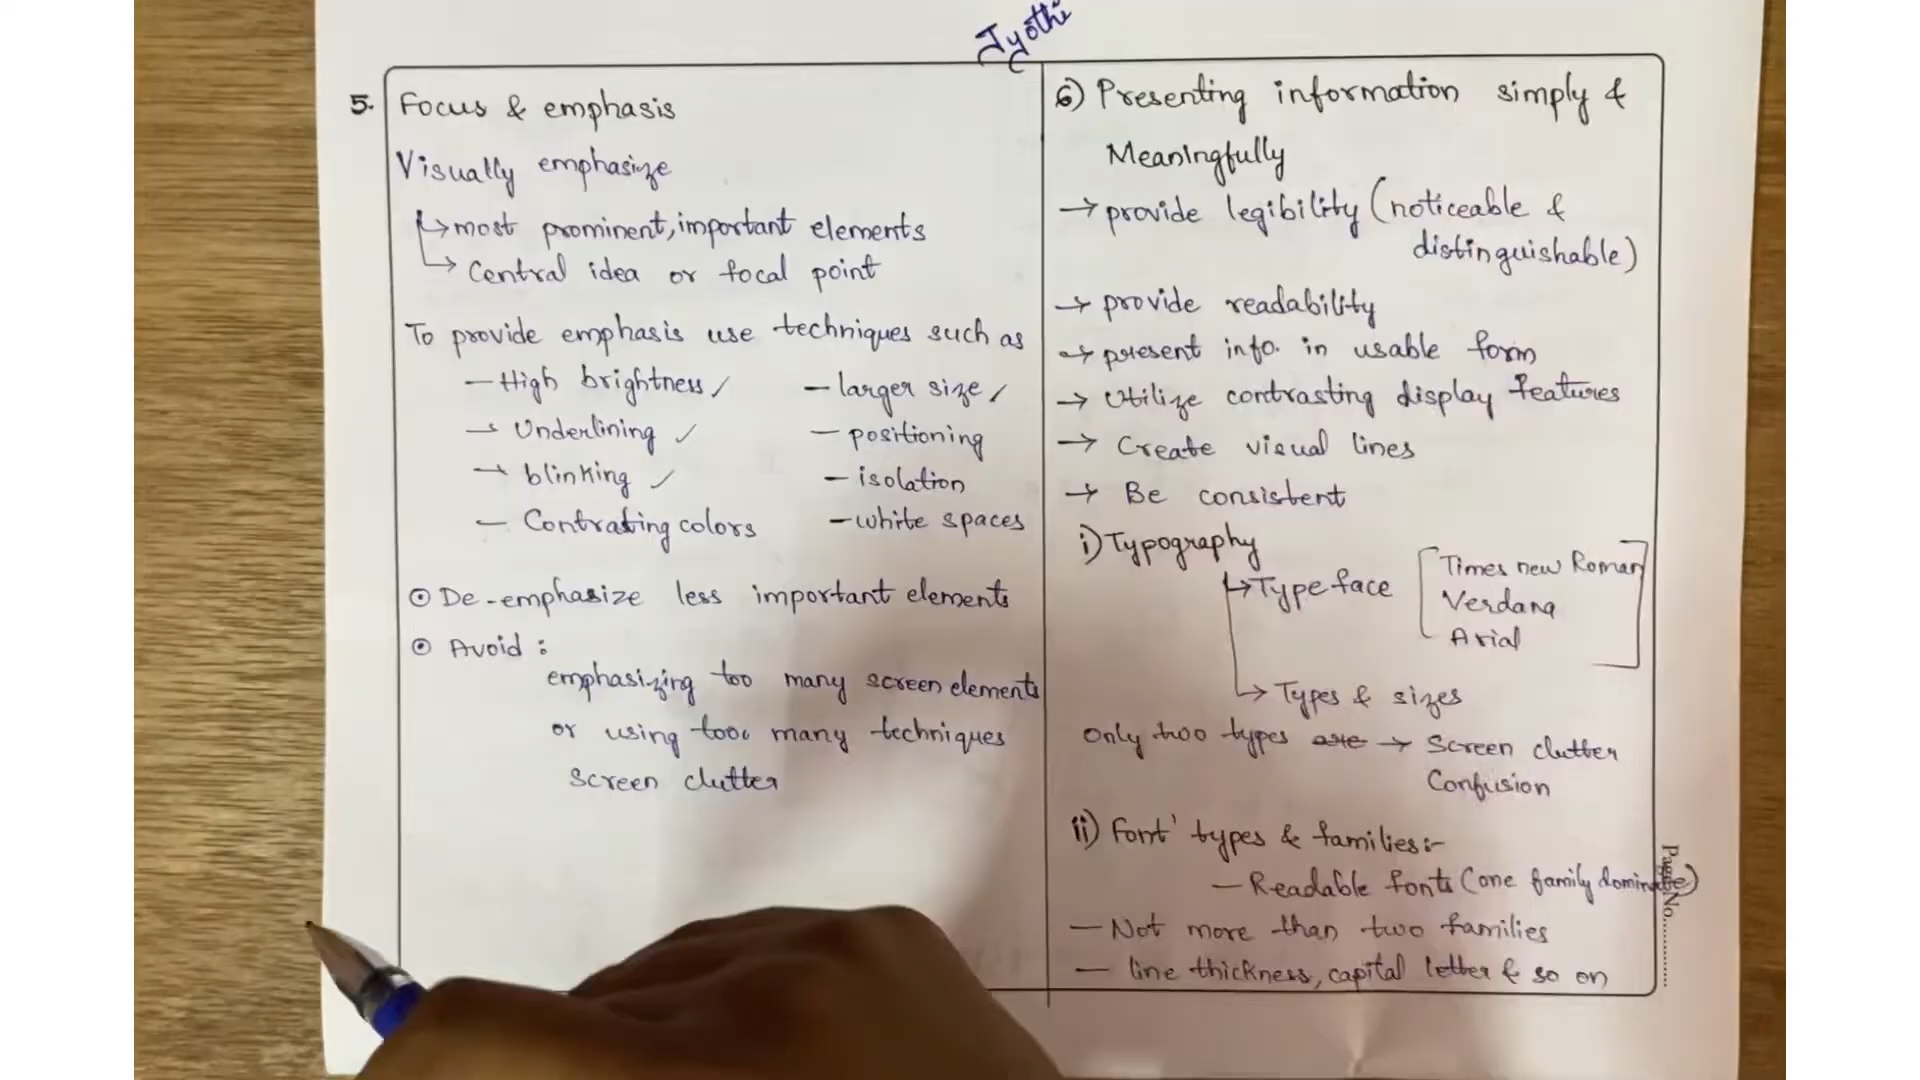 Jyothi
5. Focus & emphasis
Visually emphasize
↳ most prominent, important elements
↳ Central idea or focal point
To provide emphasis use techniques such as
- High brightness ✓ - larger size ✓
- Underlining ✓ - positioning
- blinking ✓ - isolation
- Contrating colors - white spaces
⊙ De-emphasize less important elements
⊙ Avoid :
emphasizing too many screen elements
or using too many techniques
Screen clutter
6) Presenting information simply &
Meaningfully
→ provide legibility (noticeable &
distinguishable)
→ provide readability
→ present info. in usable form
→ Utilize contrasting display features
→ Create visual lines
→ Be consistent
i) Typography
↳ Type face [Times new Roman
Verdana
Arial]
↳ Types & sizes
Only two types → Screen clutter
Confusion
ii) Font' types & families:-
- Readable fonts (one family dominate)
- Not more than two families
- line thickness, capital letter & so on
Page No.............